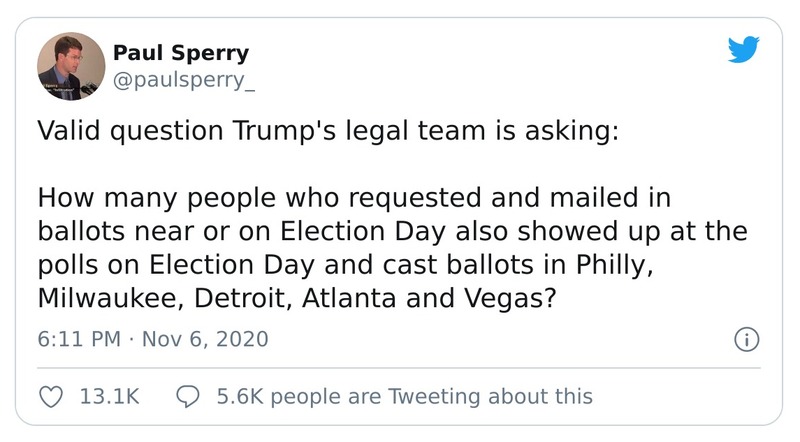 Paul Sperry
@paulsperry_
Valid question Trump's legal team is asking:
How many people who requested and mailed in
ballots near or on Election Day also showed up at the
polls on Election Day and cast ballots in Philly,
Milwaukee, Detroit, Atlanta and Vegas?
6:11 PM · Nov 6, 2020
13.1K 5.6K people are Tweeting about this